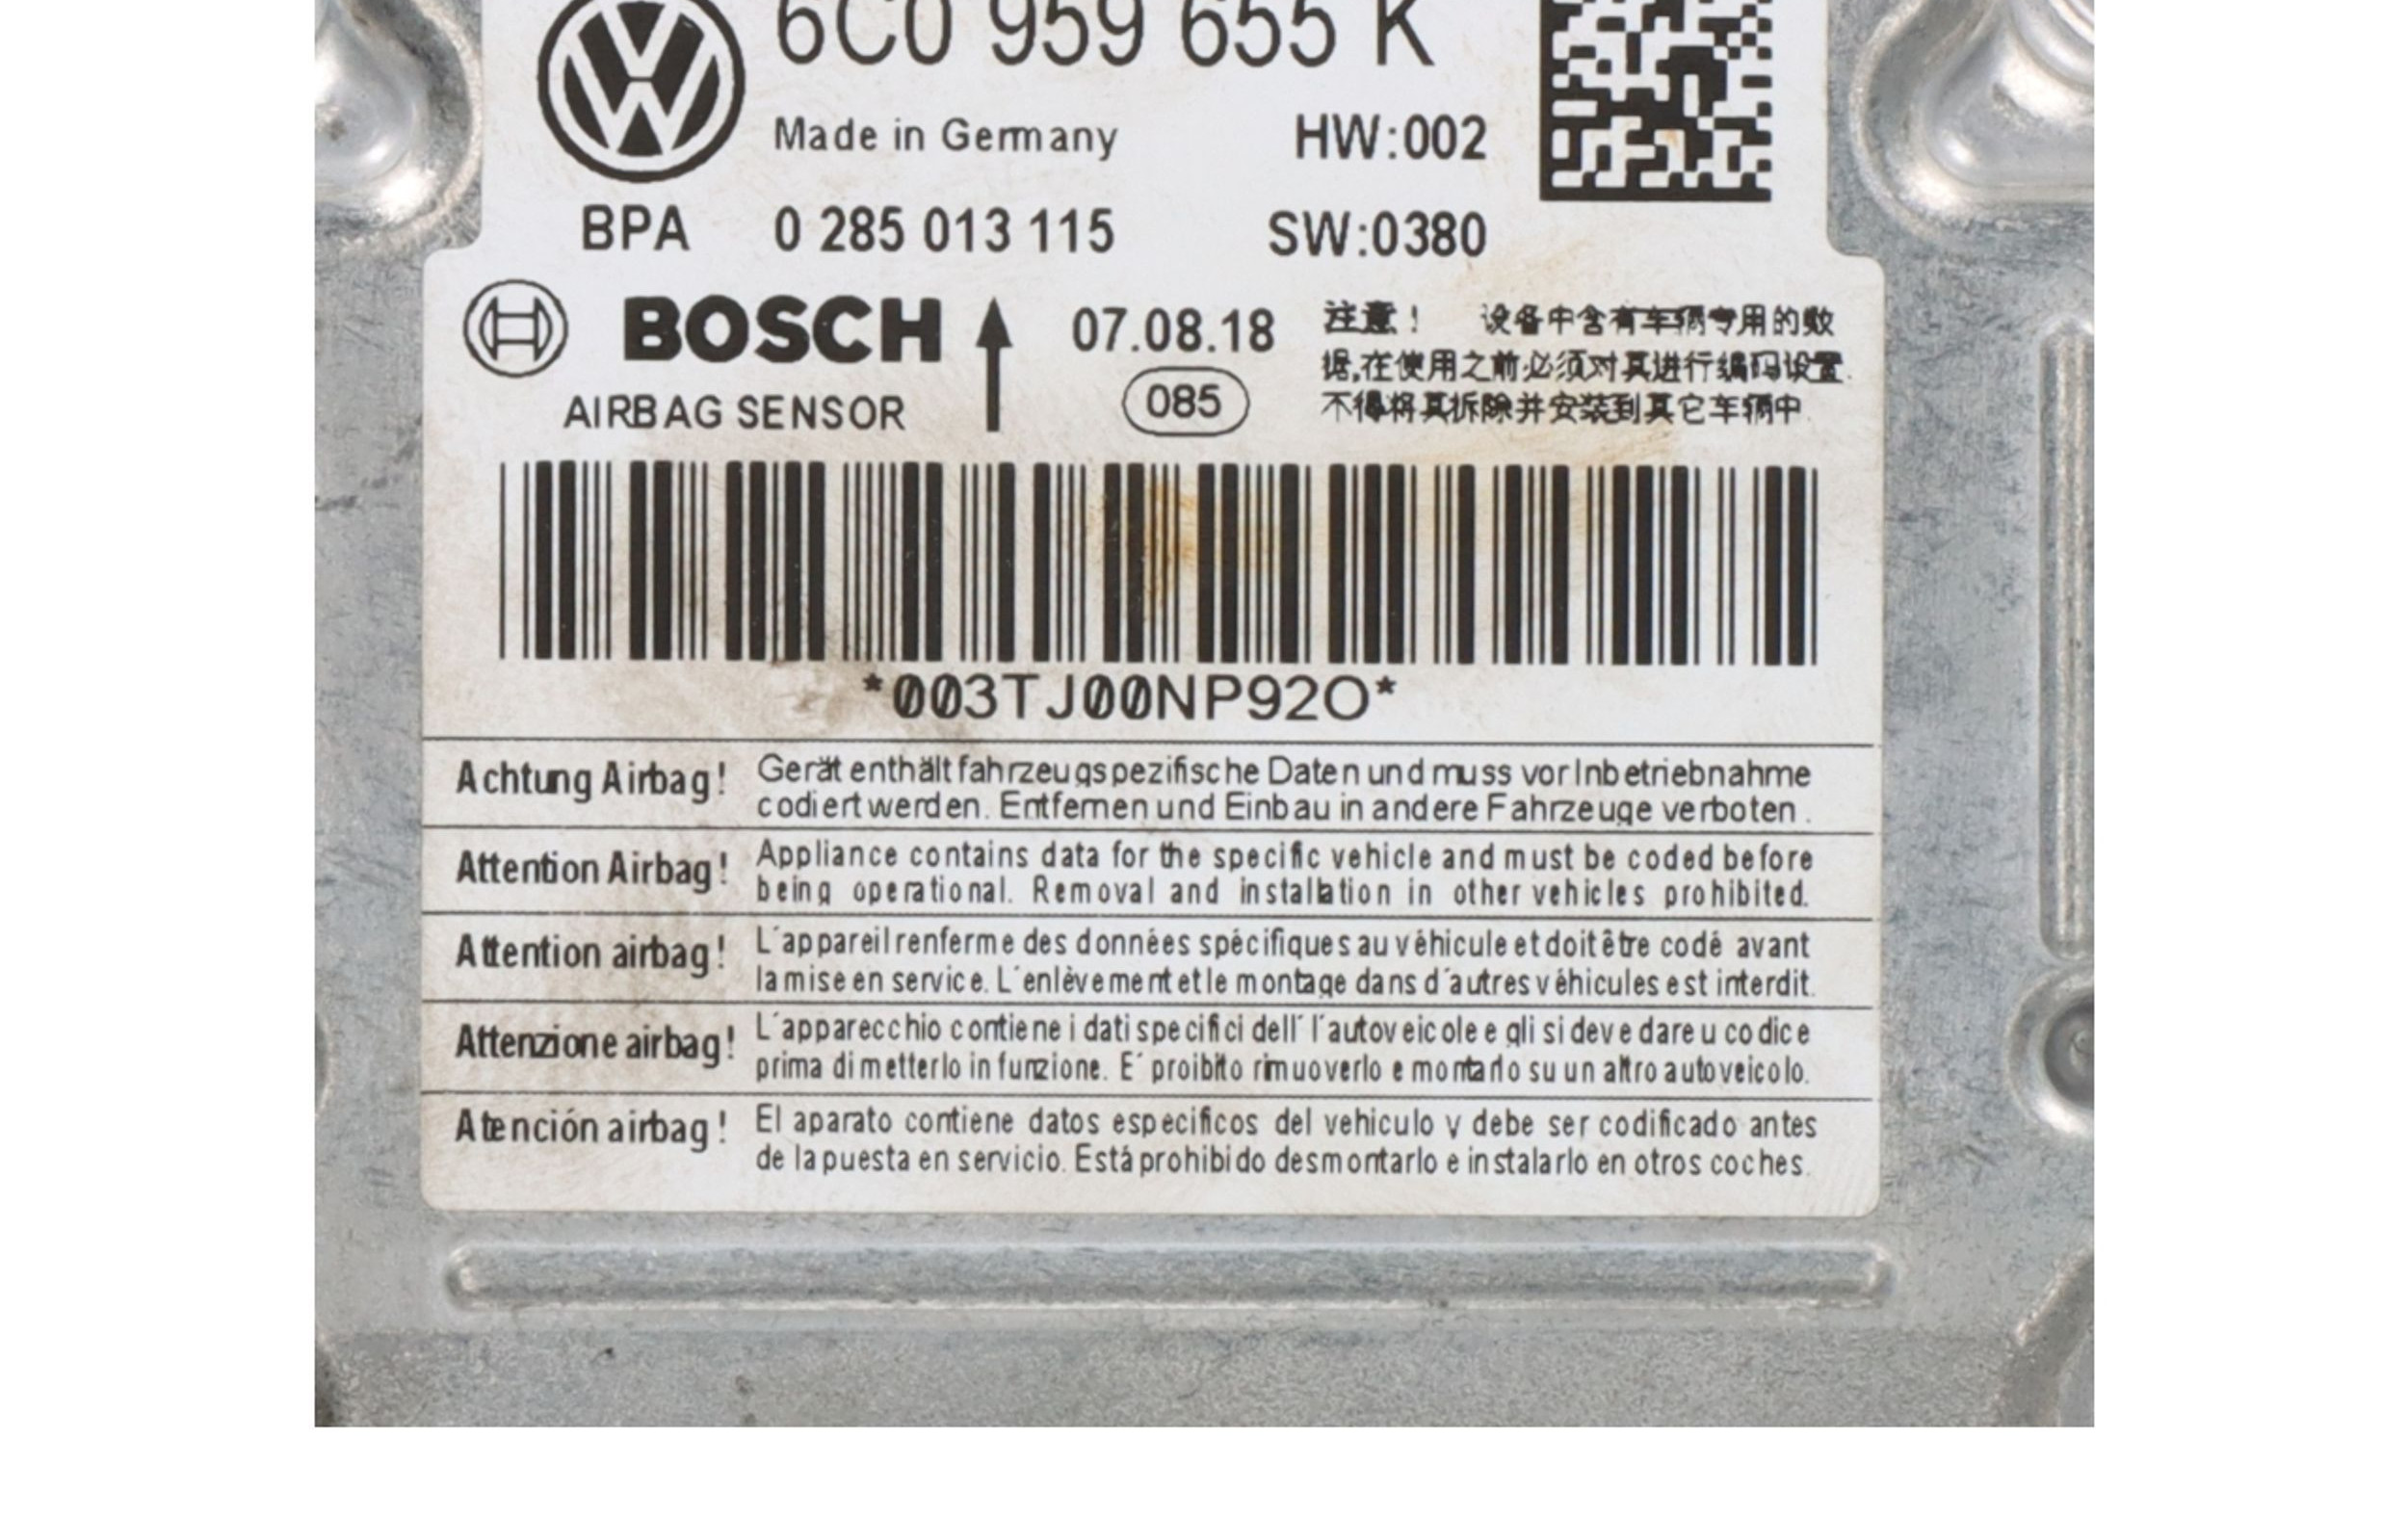 6C0 959 655 K
Made in Germany HW:002
BPA 0 285 013 115 SW:0380
BOSCH 07.08.18
AIRBAG SENSOR 085
注意！ 设备中含有车辆专用的数
据,在使用之前必须对其进行编码设置.
不得将其拆除并安装到其它车辆中.
*003TJ00NP92O*
Achtung Airbag! Gerät enthält fahrzeugspezifische Daten und muss vor Inbetriebnahme
codiert werden. Entfernen und Einbau in andere Fahrzeuge verboten.
Attention Airbag! Appliance contains data for the specific vehicle and must be coded before
being operational. Removal and installation in other vehicles prohibited.
Attention airbag! L´appareil renferme des données spécifiques au véhicule et doit être codé avant
la mise en service. L´enlèvement et le montage dans d´autres véhicules est interdit.
Attenzione airbag! L´apparecchio contiene i dati specifici dell´ l´autoveicolo e e gli si deve dare u codice
prima di metterlo in funzione. E´ proibito rimuoverlo e montarlo su un altro autoveicolo.
Atención airbag! El aparato contiene datos especificos del vehiculo y debe ser codificado antes
de la puesta en servicio. Está prohibido desmontarlo e instalarlo en otros coches.